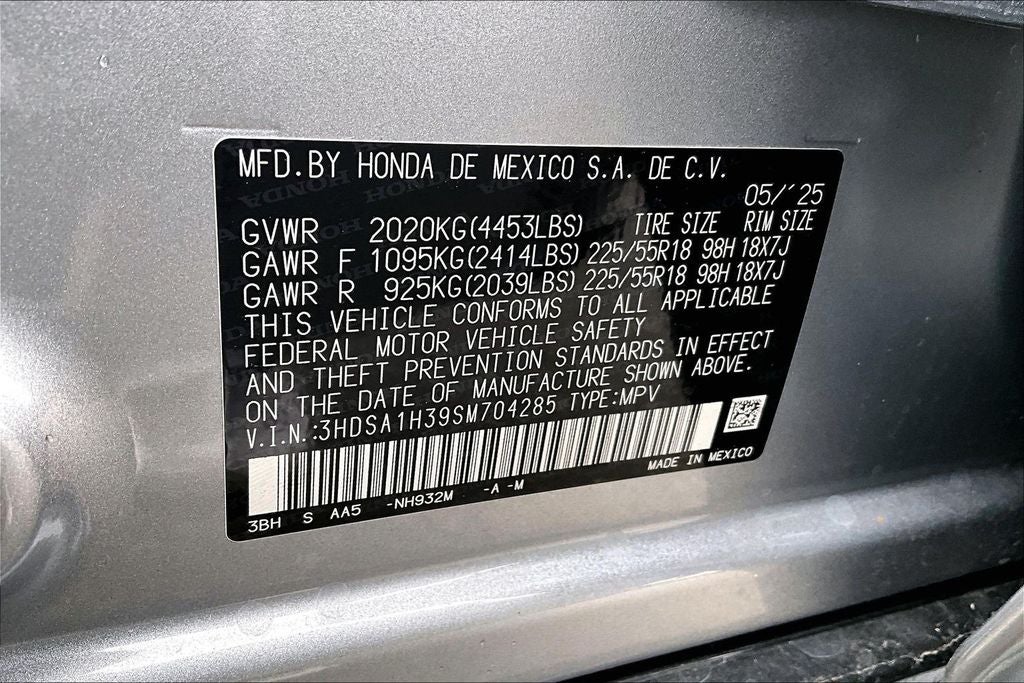 MFD.BY HONDA DE MEXICO S.A. DE C.V.
05/´25
GVWR 2020KG(4453LBS) TIRE SIZE RIM SIZE
GAWR F 1095KG(2414LBS) 225/55R18 98H 18X7J
GAWR R 925KG(2039LBS) 225/55R18 98H 18X7J
THIS VEHICLE CONFORMS TO ALL APPLICABLE
FEDERAL MOTOR VEHICLE SAFETY
AND THEFT PREVENTION STANDARDS IN EFFECT
ON THE DATE OF MANUFACTURE SHOWN ABOVE.
V.I.N.:3HDSA1H39SM704285 TYPE:MPV
MADE IN MEXICO
3BH S AA5 -NH932M -A -M